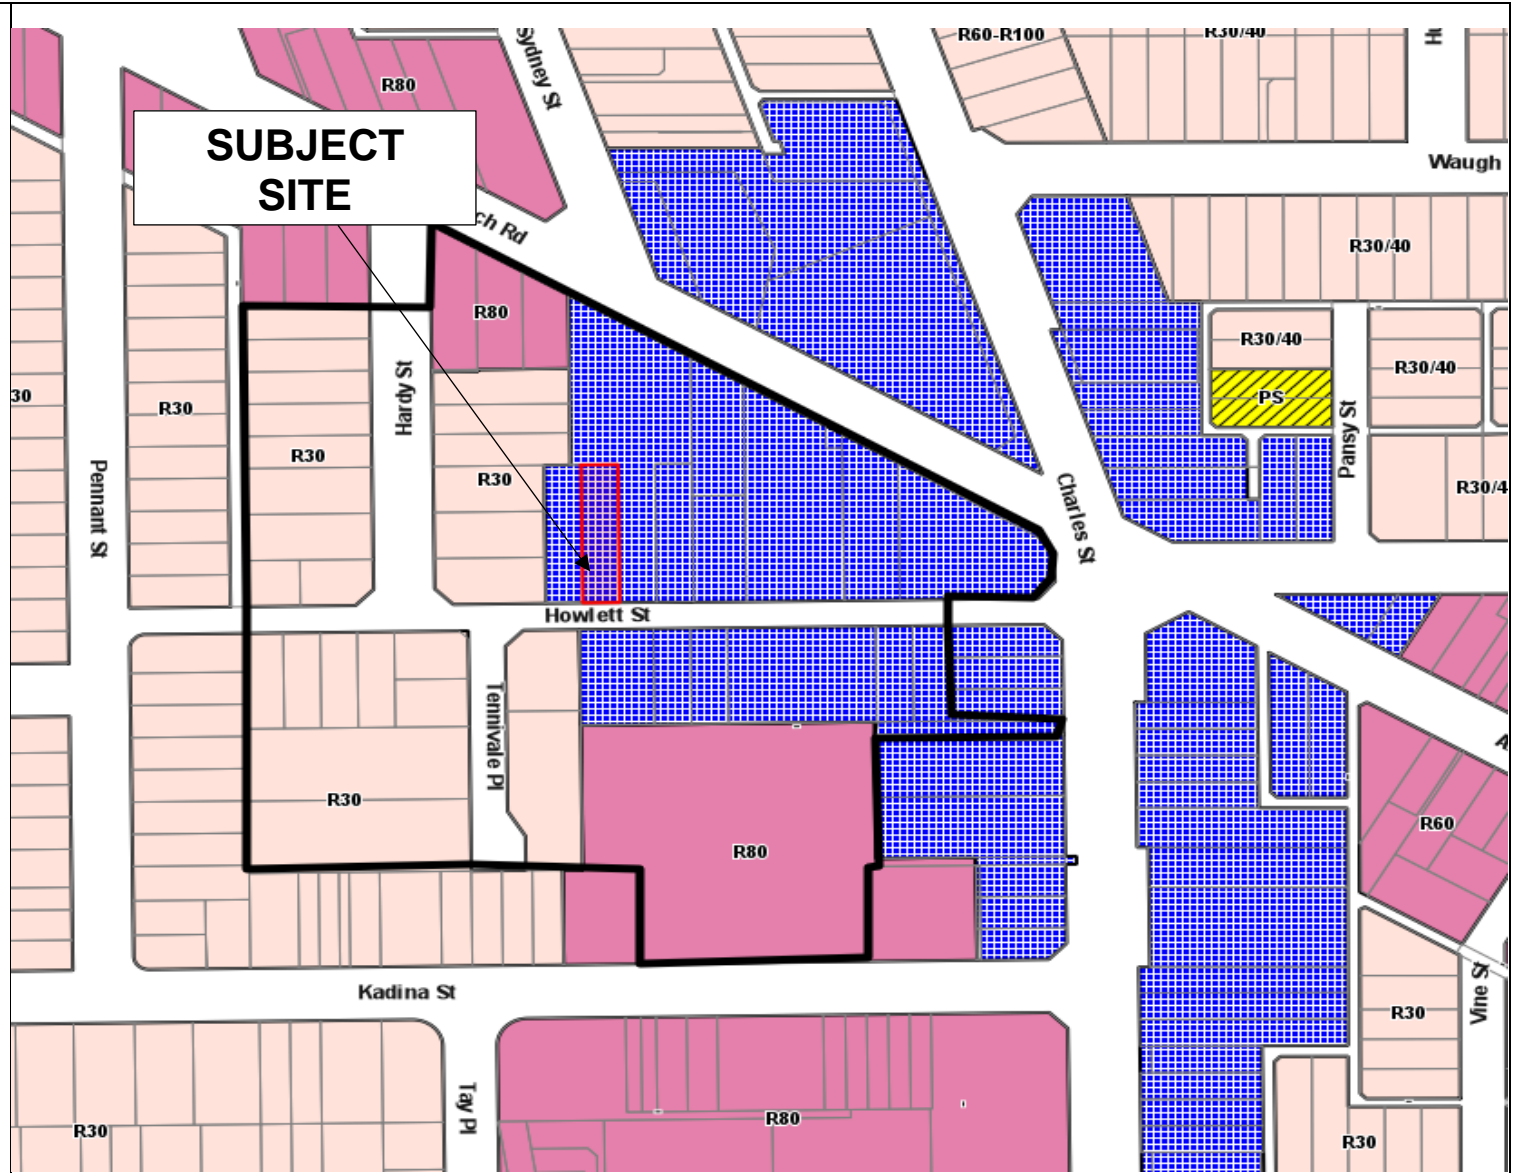 R60-R100
R30/40
Sydney St
R80
SUBJECT
SITE
Waugh
ch Rd
R30/40
R80
R30/40
R30/40
30
R30
Hardy St
PS
Pansy St
R30
R30
R30/4
Pennant St
Charles St
Howlett St
Tennivale Pl
R30
R80
R60
Kadina St
Vine St
R30
Tay Pl
R30
R80
R30